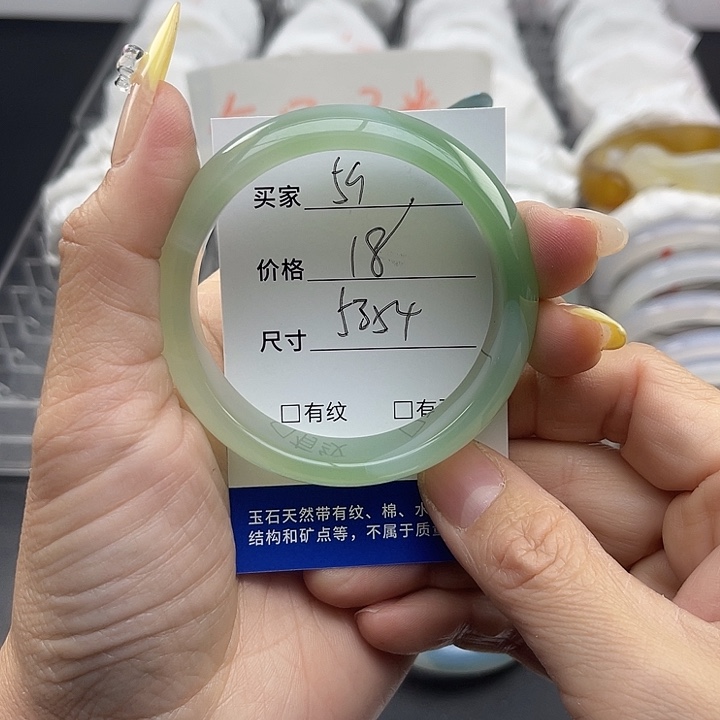 买家 59
价格 18
尺寸 53x54
□有纹 □有
玉石天然带有纹、棉、水
结构和矿点等，不属于质